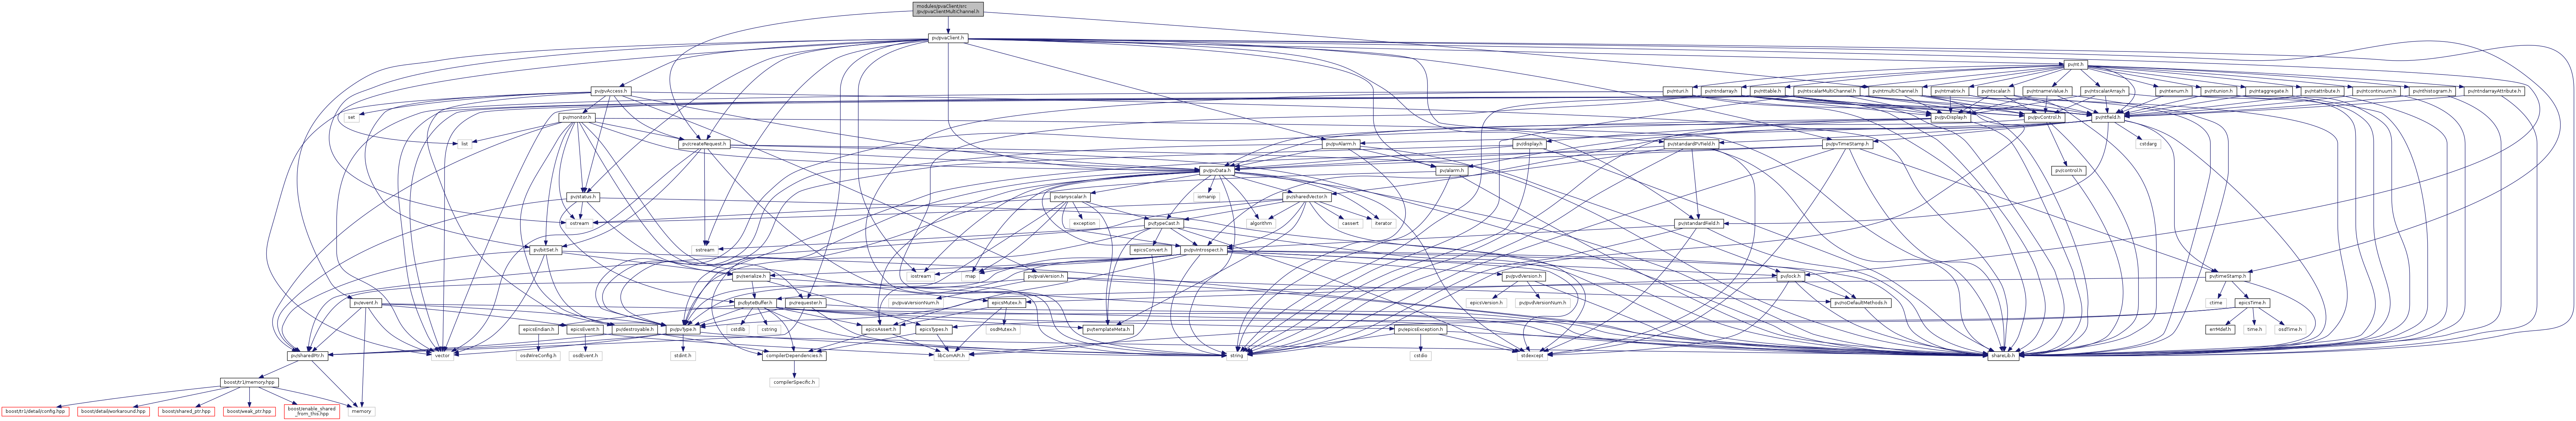 modules/pvaClient/src
/pv/pvaClientMultiChannel.h
pv/pvaClient.h
pv/nt.h
pv/pvAccess.h
pv/nturi.h
pv/ntndarray.h
pv/nttable.h
pv/ntscalarMultiChannel.h
pv/ntmultiChannel.h
pv/ntmatrix.h
pv/ntscalar.h
pv/ntnameValue.h
pv/ntscalarArray.h
pv/ntenum.h
pv/ntunion.h
pv/ntaggregate.h
pv/ntattribute.h
pv/ntcontinuum.h
pv/nthistogram.h
pv/ntndarrayAttribute.h
set
pv/monitor.h
pv/pvDisplay.h
pv/pvControl.h
pv/ntfield.h
list
pv/createRequest.h
pv/pvAlarm.h
pv/display.h
pv/standardPVField.h
pv/pvTimeStamp.h
cstdarg
pv/pvData.h
pv/alarm.h
pv/control.h
pv/status.h
pv/anyscalar.h
iomanip
pv/sharedVector.h
ostream
exception
pv/typeCast.h
algorithm
cassert
iterator
pv/standardField.h
pv/bitSet.h
sstream
epicsConvert.h
pv/pvIntrospect.h
pv/serialize.h
iostream
map
pv/pvaVersion.h
pv/pvdVersion.h
pv/lock.h
pv/timeStamp.h
pv/event.h
pv/byteBuffer.h
pv/requester.h
pv/pvaVersionNum.h
epicsMutex.h
epicsVersion.h
pv/pvdVersionNum.h
pv/noDefaultMethods.h
ctime
epicsTime.h
epicsEndian.h
epicsEvent.h
pv/destroyable.h
pv/pvType.h
cstdlib
cstring
epicsAssert.h
epicsTypes.h
osdMutex.h
pv/templateMeta.h
pv/epicsException.h
errMdef.h
time.h
osdTime.h
pv/sharedPtr.h
vector
osdWireConfig.h
osdEvent.h
stdint.h
compilerDependencies.h
libComAPI.h
string
cstdio
stdexcept
shareLib.h
boost/tr1/memory.hpp
compilerSpecific.h
boost/tr1/detail/config.hpp
boost/detail/workaround.hpp
boost/shared_ptr.hpp
boost/weak_ptr.hpp
boost/enable_shared
_from_this.hpp
memory